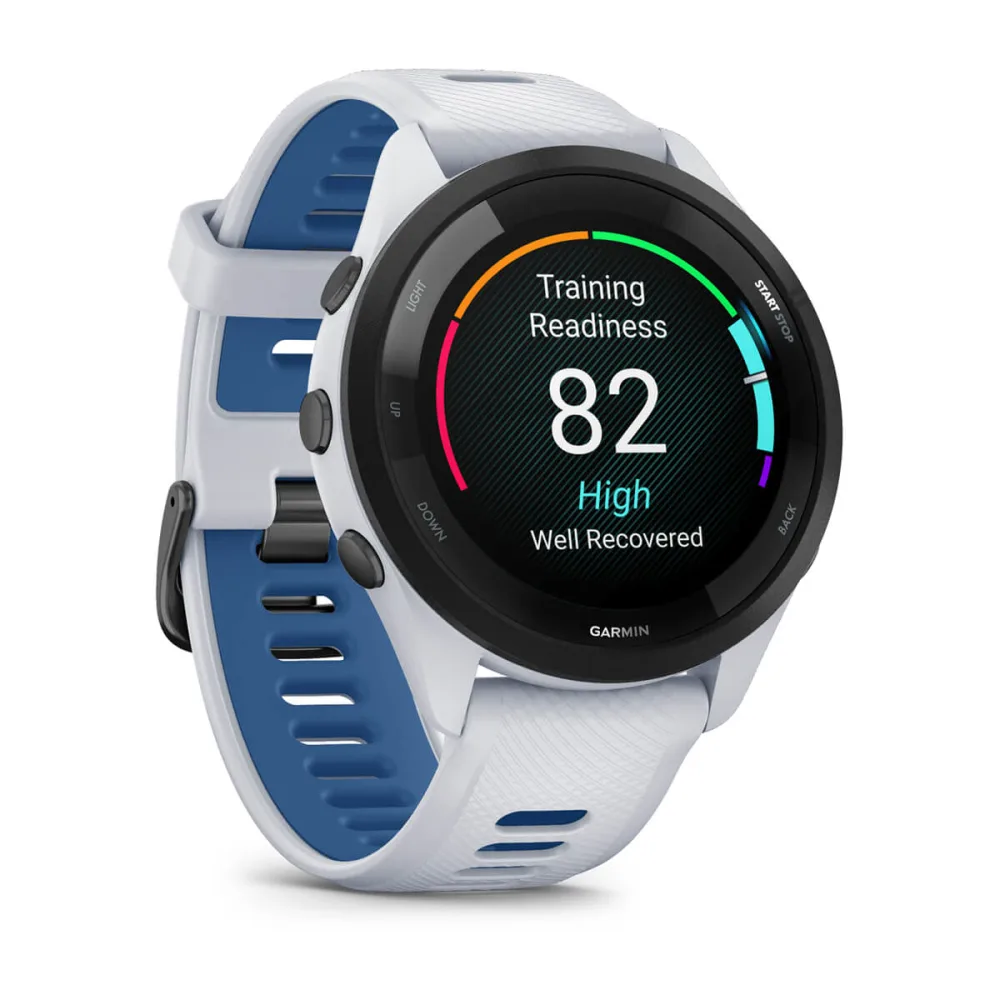 Training
Readiness
82
High
Well Recovered
LIGHT
UP
DOWN
START STOP
BACK
GARMIN